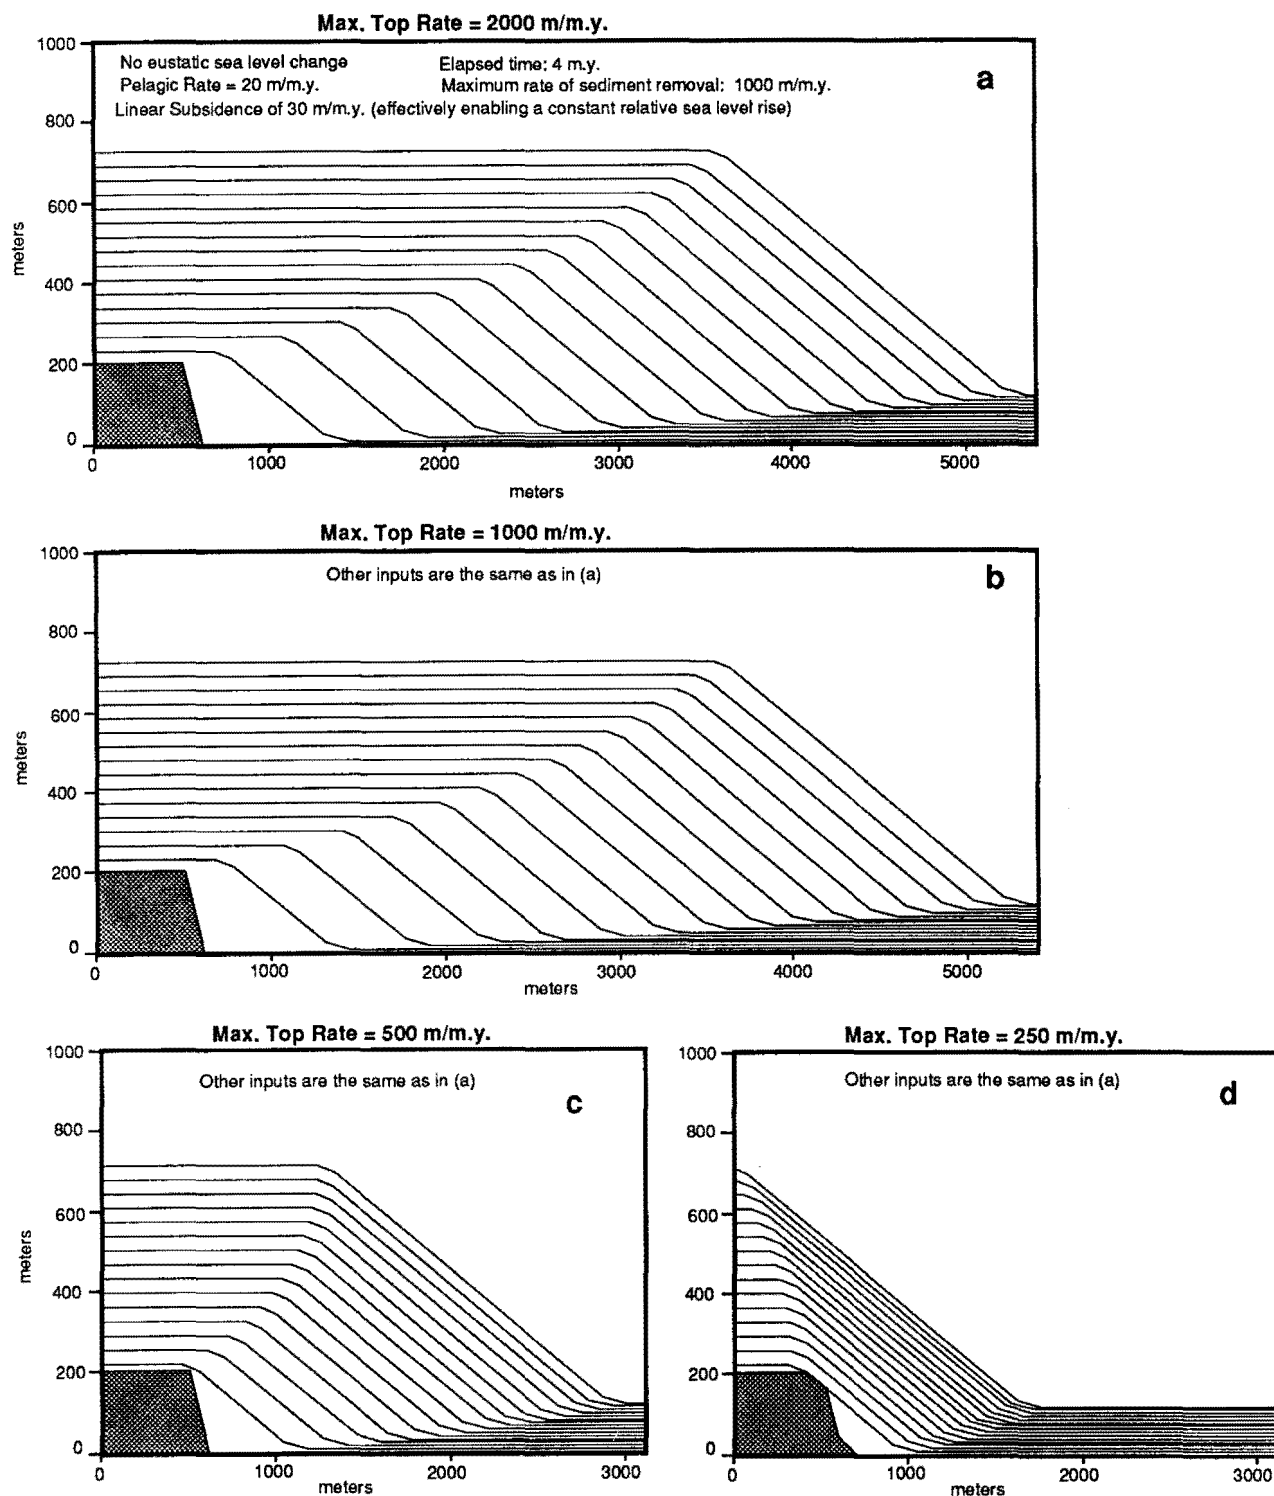 Max. Top Rate = 2000 m/m.y.
1000
No eustatic sea level change
Elapsed time: 4 m.y.
a
Pelagic Rate = 20 m/m.y.
Maximum rate of sediment removal: 1000 m/m.y.
Linear Subsidence of 30 m/m.y. (effectively enabling a constant relative sea level rise)
800
600
meters
400
200
0
0 1000 2000 3000 4000 5000
meters
Max. Top Rate = 1000 m/m.y.
1000
Other inputs are the same as in (a)
b
800
600
meters
400
200
0
0 1000 2000 3000 4000 5000
meters
Max. Top Rate = 500 m/m.y.
1000
Other inputs are the same as in (a)
c
800
600
meters
400
200
0
0 1000 2000 3000
meters
Max. Top Rate = 250 m/m.y.
1000
Other inputs are the same as in (a)
d
800
600
400
200
0
0 1000 2000 3000
meters